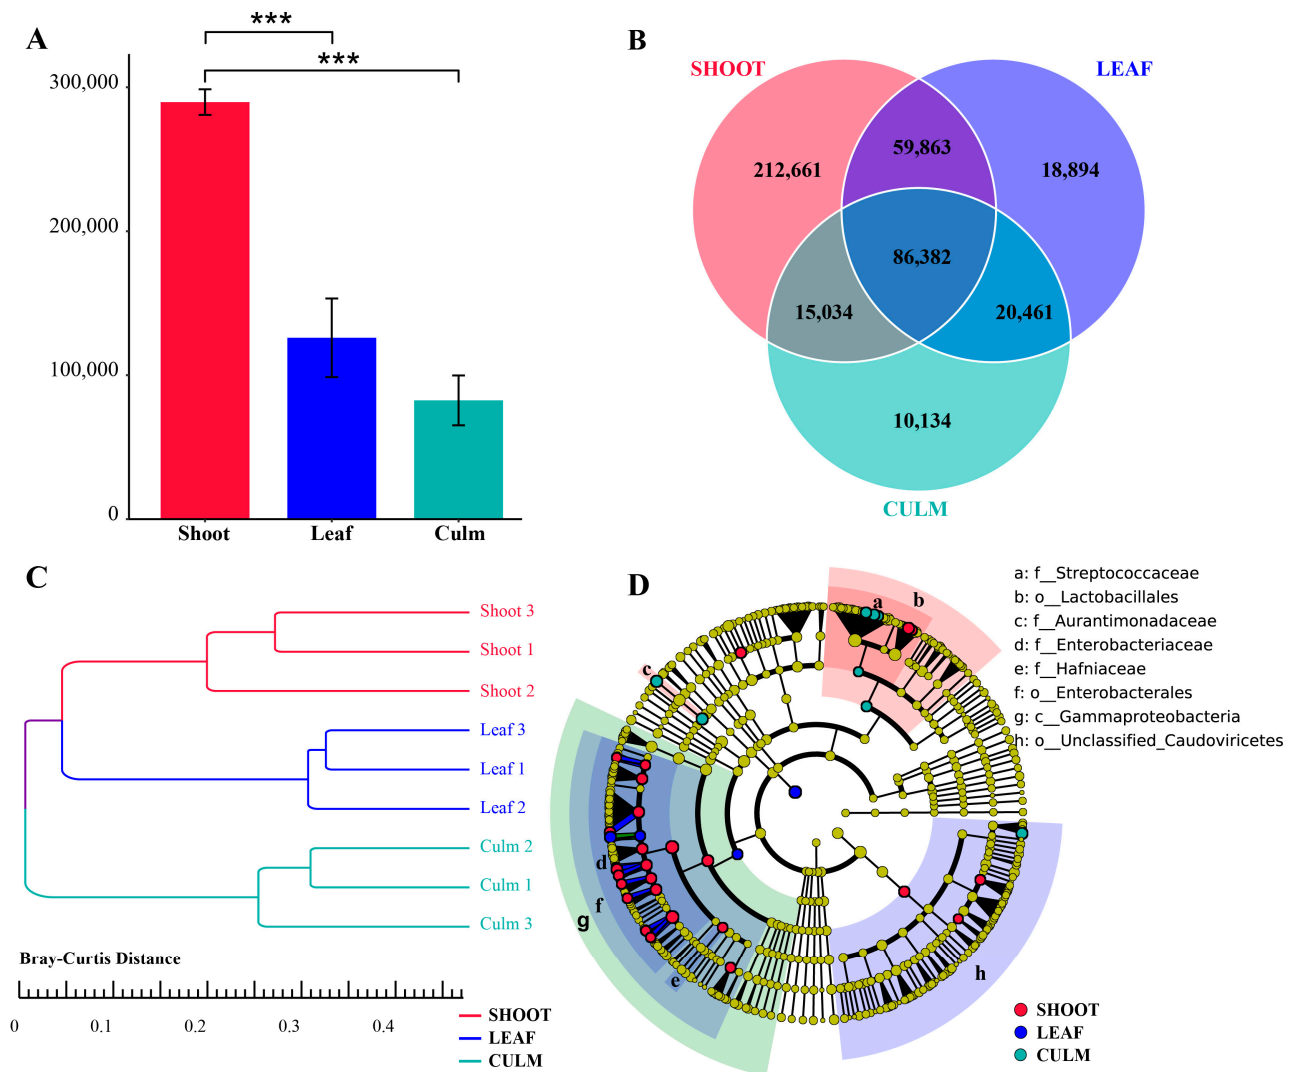 A
***
***
300,000
200,000
100,000
0
Shoot Leaf Culm
B
SHOOT LEAF
59,863
212,661 18,894
86,382
15,034 20,461
10,134
CULM
C
Shoot 3
Shoot 1
Shoot 2
Leaf 3
Leaf 1
Leaf 2
Culm 2
Culm 1
Culm 3
Bray-Curtis Distance
0 0.1 0.2 0.3 0.4
SHOOT
LEAF
CULM
D
a
b
c
d
f
g
e
h
a: f__Streptococcaceae
b: o__Lactobacillales
c: f__Aurantimonadaceae
d: f__Enterobacteriaceae
e: f__Hafniaceae
f: o__Enterobacterales
g: c__Gammaproteobacteria
h: o__Unclassified_Caudoviricetes
SHOOT
LEAF
CULM